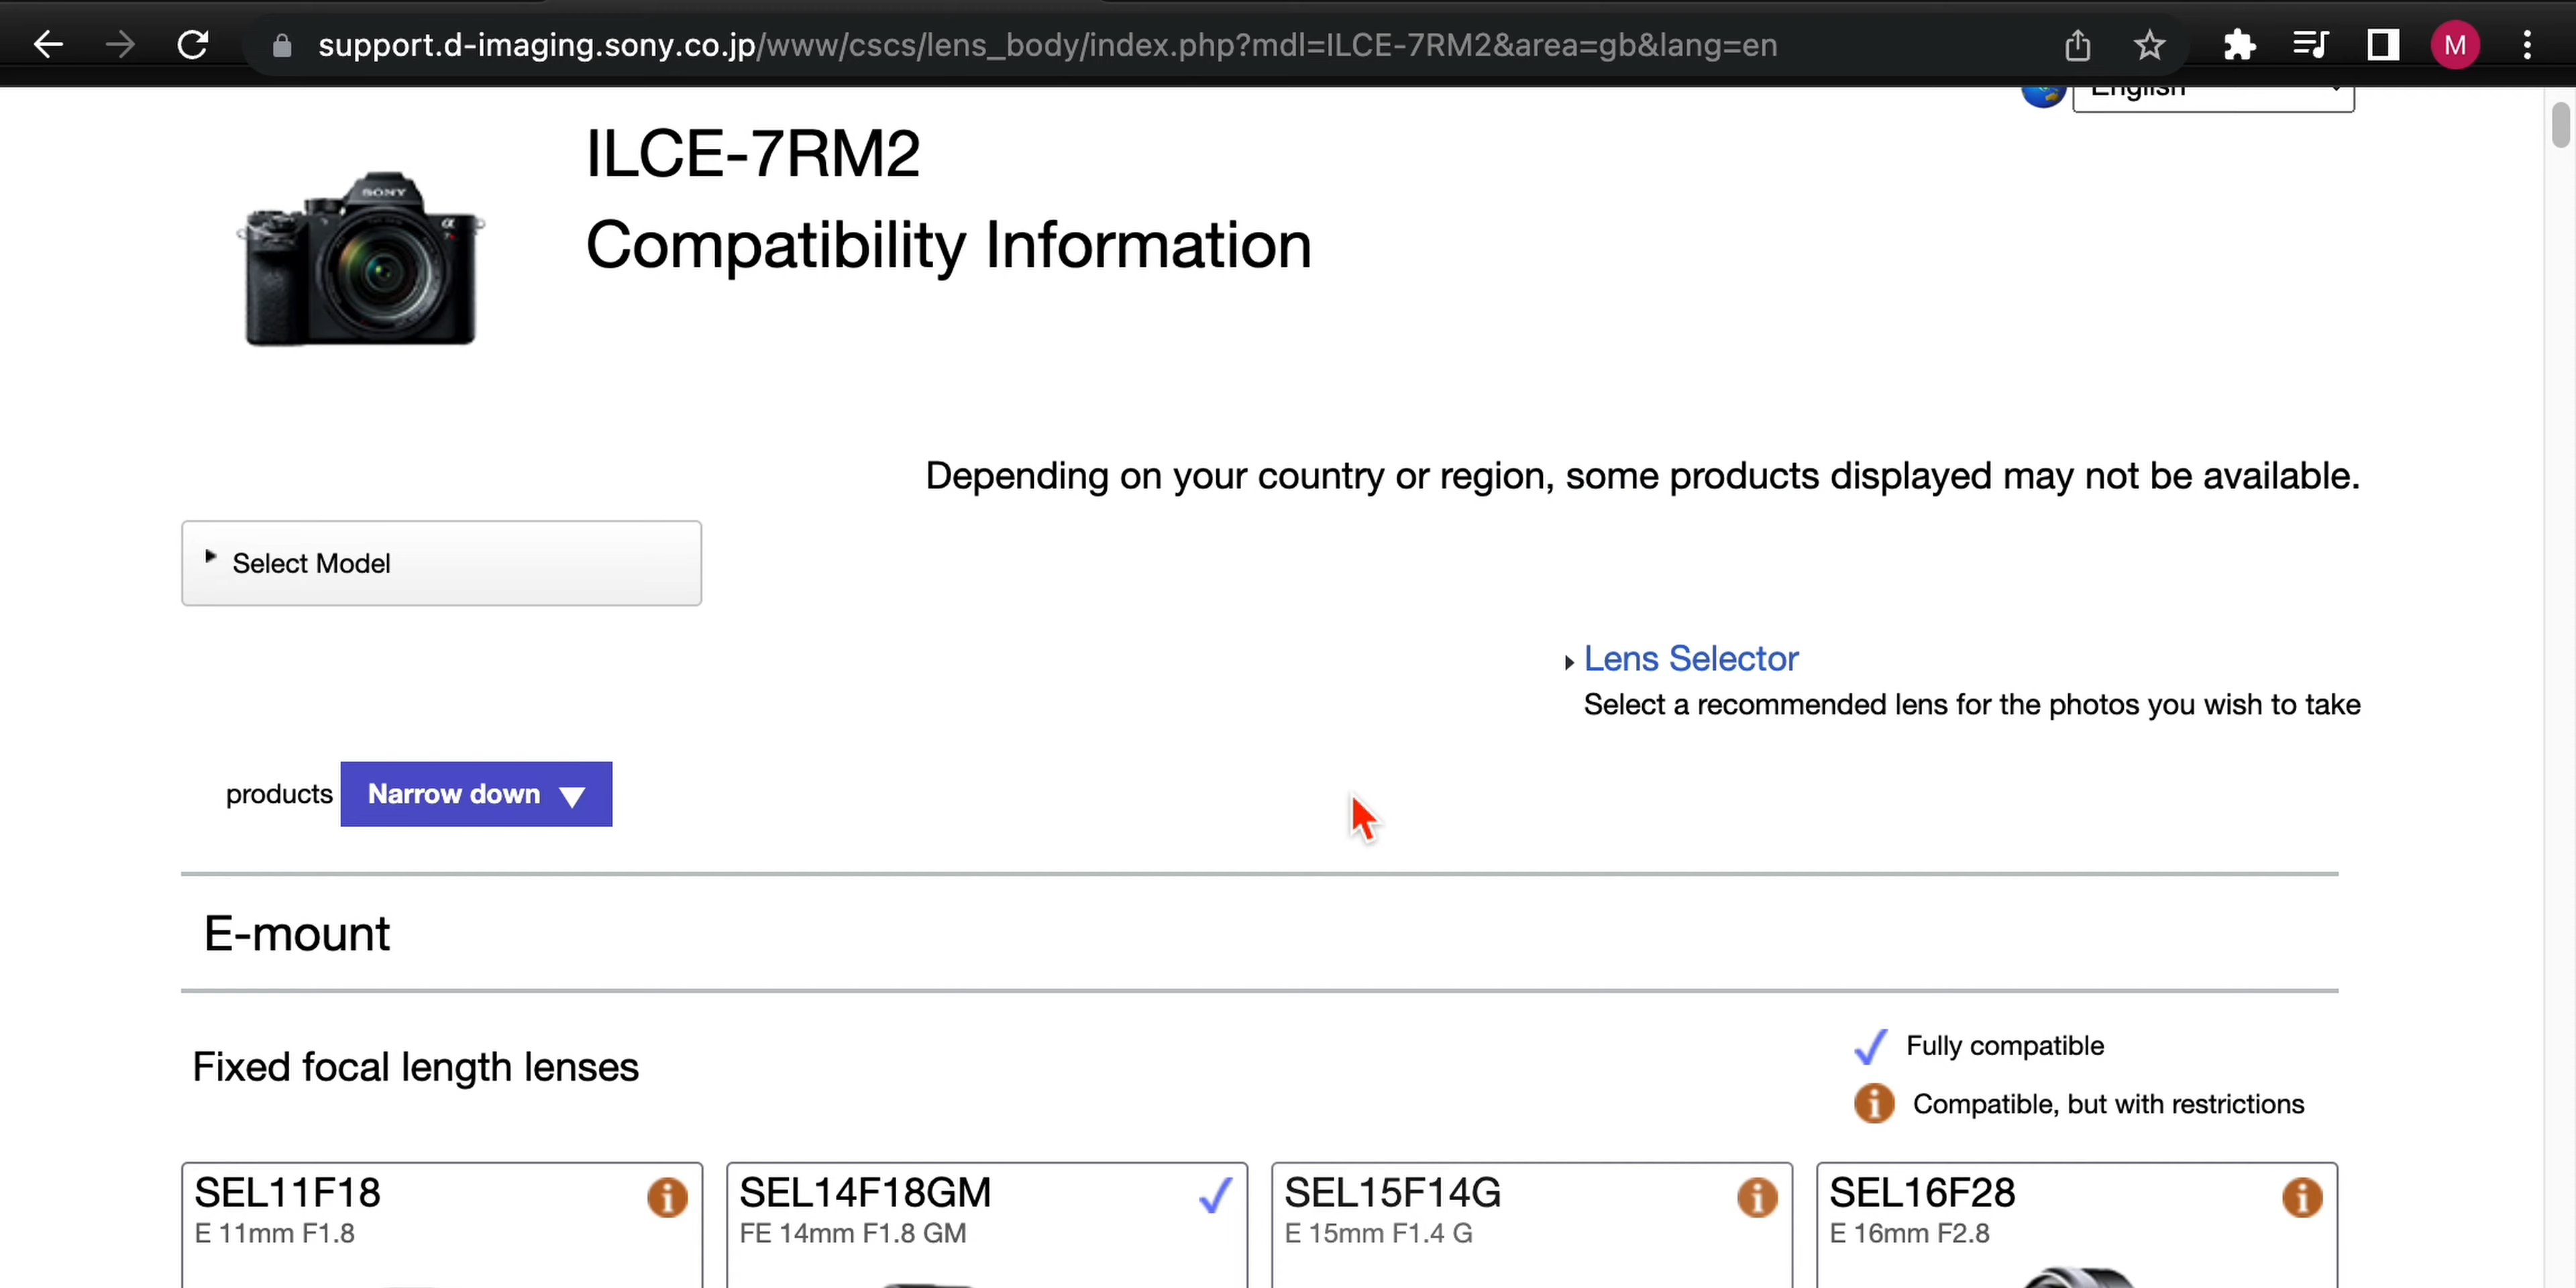 support.d-imaging.sony.co.jp/www/cscs/lens_body/index.php?mdl=ILCE-7RM2&area=gb&lang=en
M
English
ILCE-7RM2
Compatibility Information
SONY
Depending on your country or region, some products displayed may not be available.
Select Model
Lens Selector
Select a recommended lens for the photos you wish to take
products Narrow down
E-mount
Fixed focal length lenses
Fully compatible
Compatible, but with restrictions
SEL11F18
E 11mm F1.8
SEL14F18GM
FE 14mm F1.8 GM
SEL15F14G
E 15mm F1.4 G
SEL16F28
E 16mm F2.8